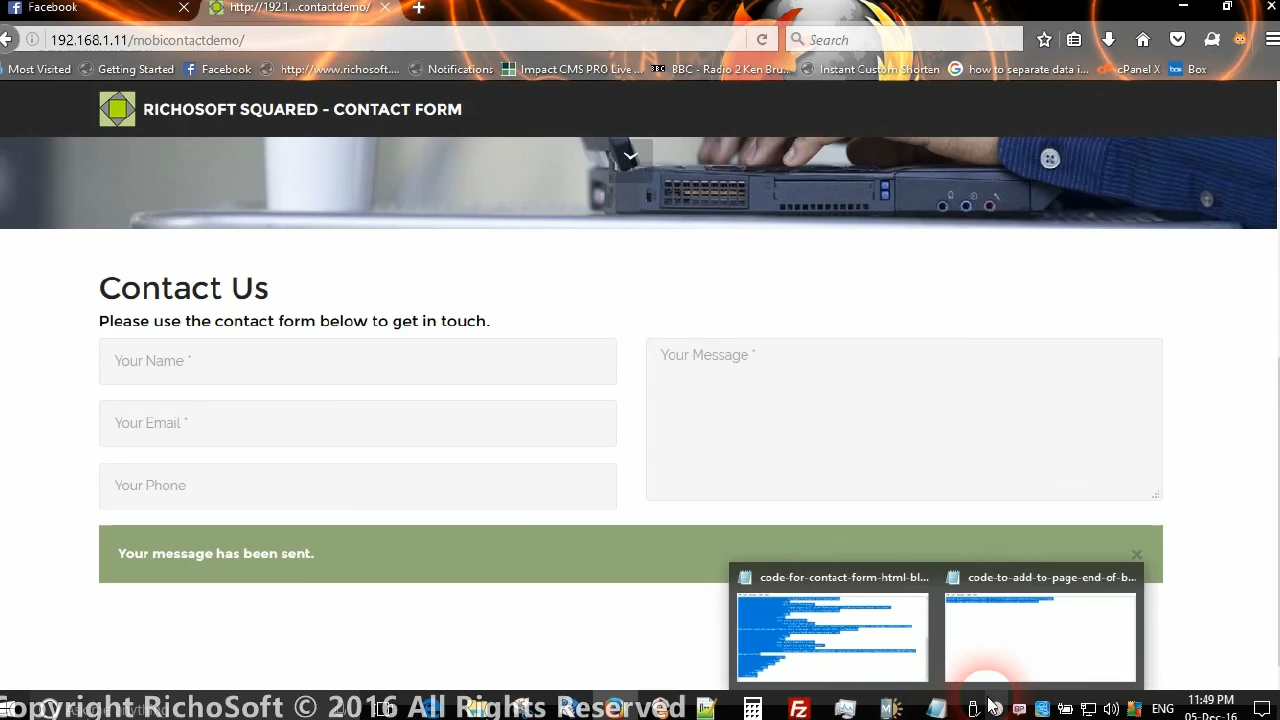 Facebook
http://192.1...contactdemo/
192.168.1.11/mobicontactdemo/
Search
Most Visited
Getting Started
Facebook
http://www.richosoft....
Notifications
Impact CMS PRO Live ...
BBC - Radio 2 Ken Bru...
Instant Custom Shorten
how to separate data i...
cPanel X
Box
RICHOSOFT SQUARED - CONTACT FORM
Contact Us
Please use the contact form below to get in touch.
Your Name *
Your Message *
Your Email *
Your Phone
Your message has been sent.
code-for-contact-form-html-bl...
code-to-add-to-page-end-of-b...
Copyright RichoSoft © 2016 All Rights Reserved
ENG
11:49 PM
05-Dec-16